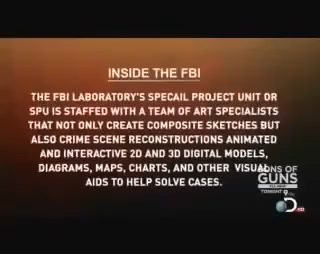 INSIDE THE FBI
THE FBI LABORATORY'S SPECAIL PROJECT UNIT OR
SPU IS STAFFED WITH A TEAM OF ART SPECIALISTS
THAT NOT ONLY CREATE COMPOSITE SKETCHES BUT
ALSO CRIME SCENE RECONSTRUCTIONS ANIMATED
AND INTERACTIVE 2D AND 3D DIGITAL MODELS,
DIAGRAMS, MAPS, CHARTS, AND OTHER VISUAL
AIDS TO HELP SOLVE CASES.
SONS OF
GUNS
TONIGHT 9
D